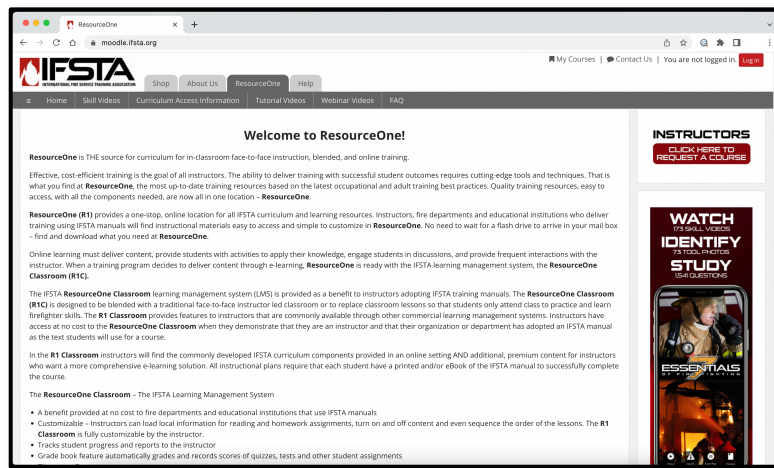 ResourceOne
moodle.ifsta.org
My Courses | Contact Us | You are not logged in. Log in
IFSTA
INTERNATIONAL FIRE SERVICE TRAINING ASSOCIATION
Shop About Us ResourceOne Help
Home Skill Videos Curriculum Access Information Tutorial Videos Webinar Videos FAQ
Welcome to ResourceOne!
ResourceOne is THE source for curriculum for in-classroom face-to-face instruction, blended, and online training.
Effective, cost-efficient training is the goal of all instructors. The ability to deliver training with successful student outcomes requires cutting-edge tools and techniques. That is
what you find at ResourceOne, the most up-to-date training resources based on the latest occupational and adult training best practices. Quality training resources, easy to
access, with all the components needed, are now all in one location – ResourceOne.
ResourceOne (R1) provides a one-stop, online location for all IFSTA curriculum and learning resources. Instructors, fire departments and educational institutions who deliver
training using IFSTA manuals will find instructional materials easy to access and simple to customize in ResourceOne. No need to wait for a flash drive to arrive in your mail box
– find and download what you need at ResourceOne.
Online learning must deliver content, provide students with activities to apply their knowledge, engage students in discussions, and provide frequent interactions with the
instructor. When a training program decides to deliver content through e-learning, ResourceOne is ready with the IFSTA learning management system, the ResourceOne
Classroom (R1C).
The IFSTA ResourceOne Classroom learning management system (LMS) is provided as a benefit to instructors adopting IFSTA training manuals. The ResourceOne Classroom
(R1C) is designed to be blended with a traditional face-to-face instructor led classroom or to replace classroom lessons so that students only attend class to practice and learn
firefighter skills. The R1 Classroom provides features to instructors that are commonly available through other commercial learning management systems. Instructors have
access at no cost to the ResourceOne Classroom when they demonstrate that they are an instructor and that their organization or department has adopted an IFSTA manual
as the text students will use for a course.
In the R1 Classroom instructors will find the commonly developed IFSTA curriculum components provided in an online setting AND additional, premium content for instructors
who want a more comprehensive e-learning solution. All instructional plans require that each student have a printed and/or eBook of the IFSTA manual to successfully complete
the course.
The ResourceOne Classroom – The IFSTA Learning Management System
• A benefit provided at no cost to fire departments and educational institutions that use IFSTA manuals
• Customizable – Instructors can load local information for reading and homework assignments, turn on and off content and even sequence the order of the lessons. The R1
Classroom is fully customizable by the instructor.
• Tracks student progress and reports to the instructor
• Grade book feature automatically grades and records scores of quizzes, tests and other student assignments
INSTRUCTORS
CLICK HERE TO
REQUEST A COURSE
WATCH
173 SKILL VIDEOS
IDENTIFY
73 TOOL PHOTOS
STUDY
1,541 QUESTIONS
ESSENTIALS
OF FIRE FIGHTING